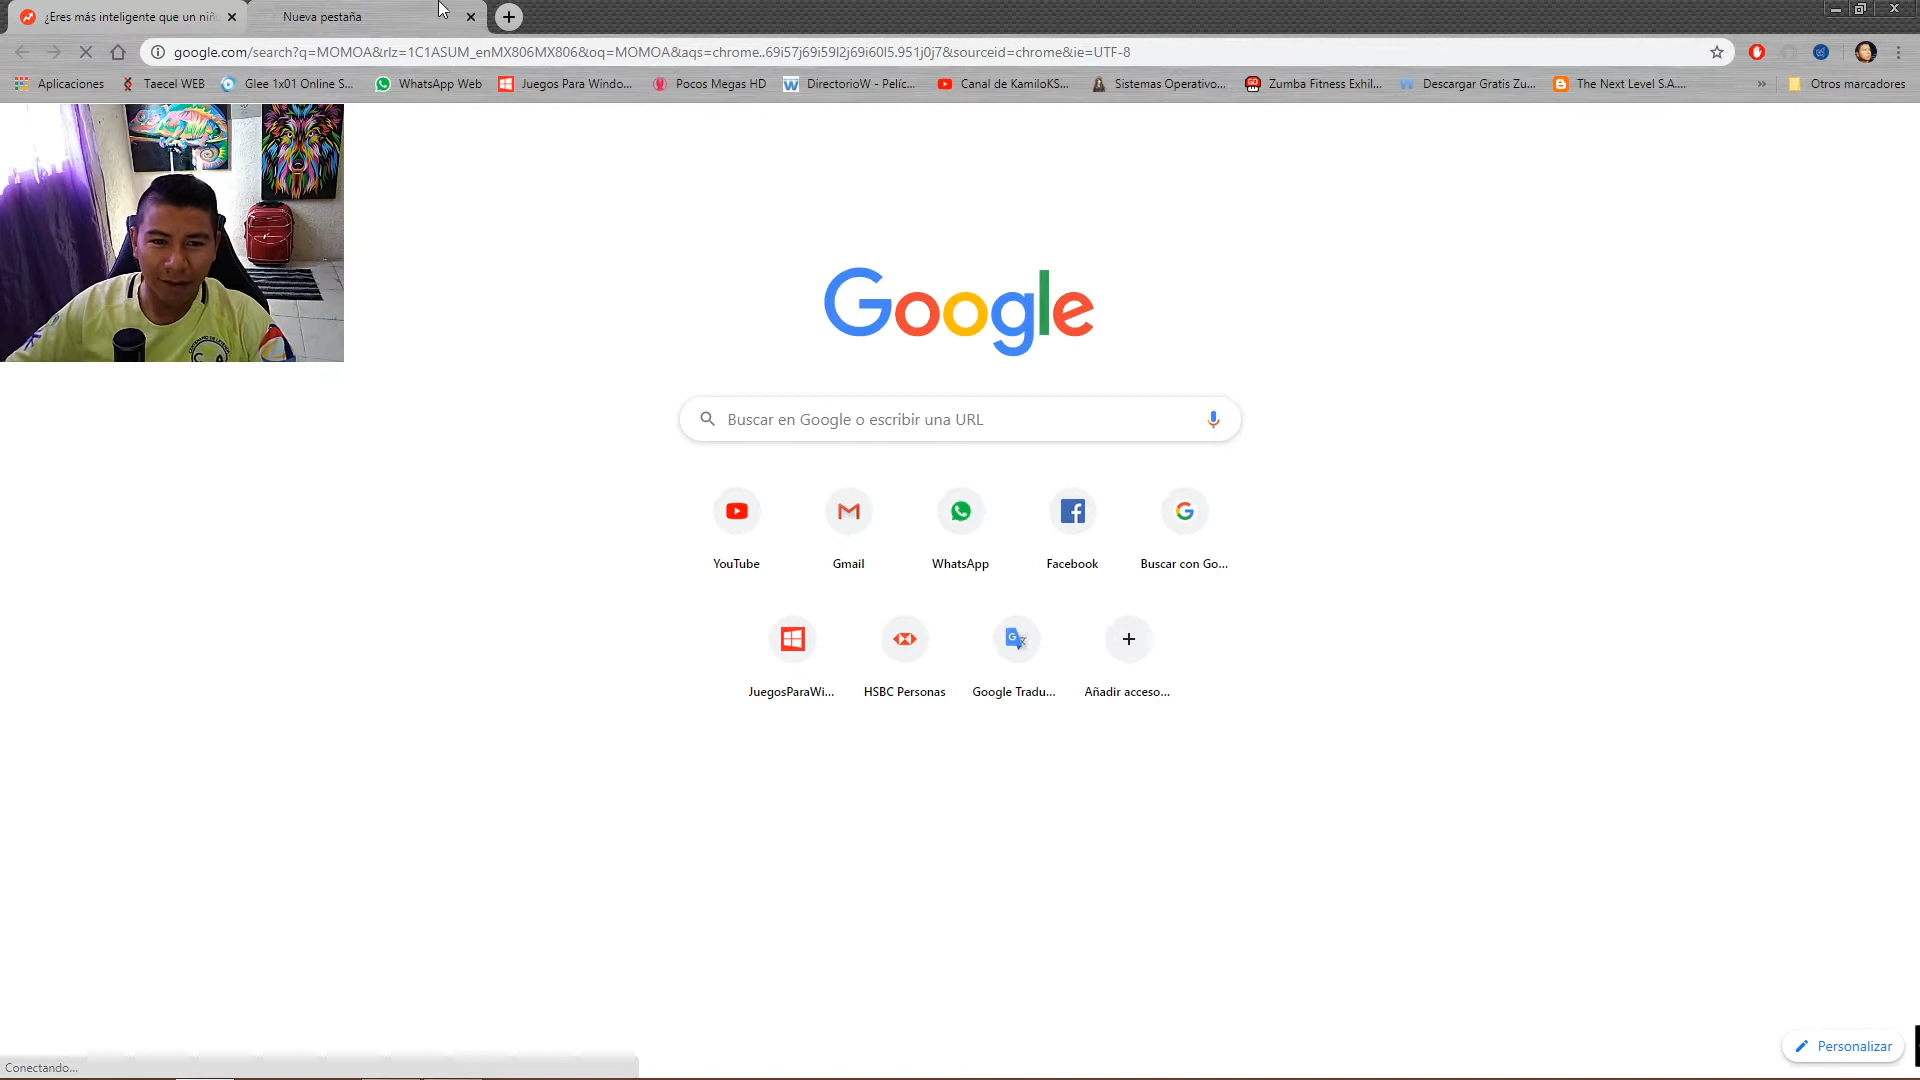 ¿Eres más inteligente que un niñ
Nueva pestaña
google.com/search?q=MOMOA&rlz=1C1ASUM_enMX806MX806&oq=MOMOA&aqs=chrome..69i57j69i59l2j69i60l5.951j0j7&sourceid=chrome&ie=UTF-8
Aplicaciones
Taecel WEB
Glee 1x01 Online S...
WhatsApp Web
Juegos Para Windo...
Pocos Megas HD
DirectorioW - Pelíc...
Canal de KamiloKS...
Sistemas Operativo...
Zumba Fitness Exhil...
Descargar Gratis Zu...
The Next Level S.A....
»
Otros marcadores
Google
Buscar en Google o escribir una URL
YouTube
Gmail
WhatsApp
Facebook
Buscar con Go...
JuegosParaWi...
HSBC Personas
Google Tradu...
Añadir acceso...
Personalizar
Conectando...